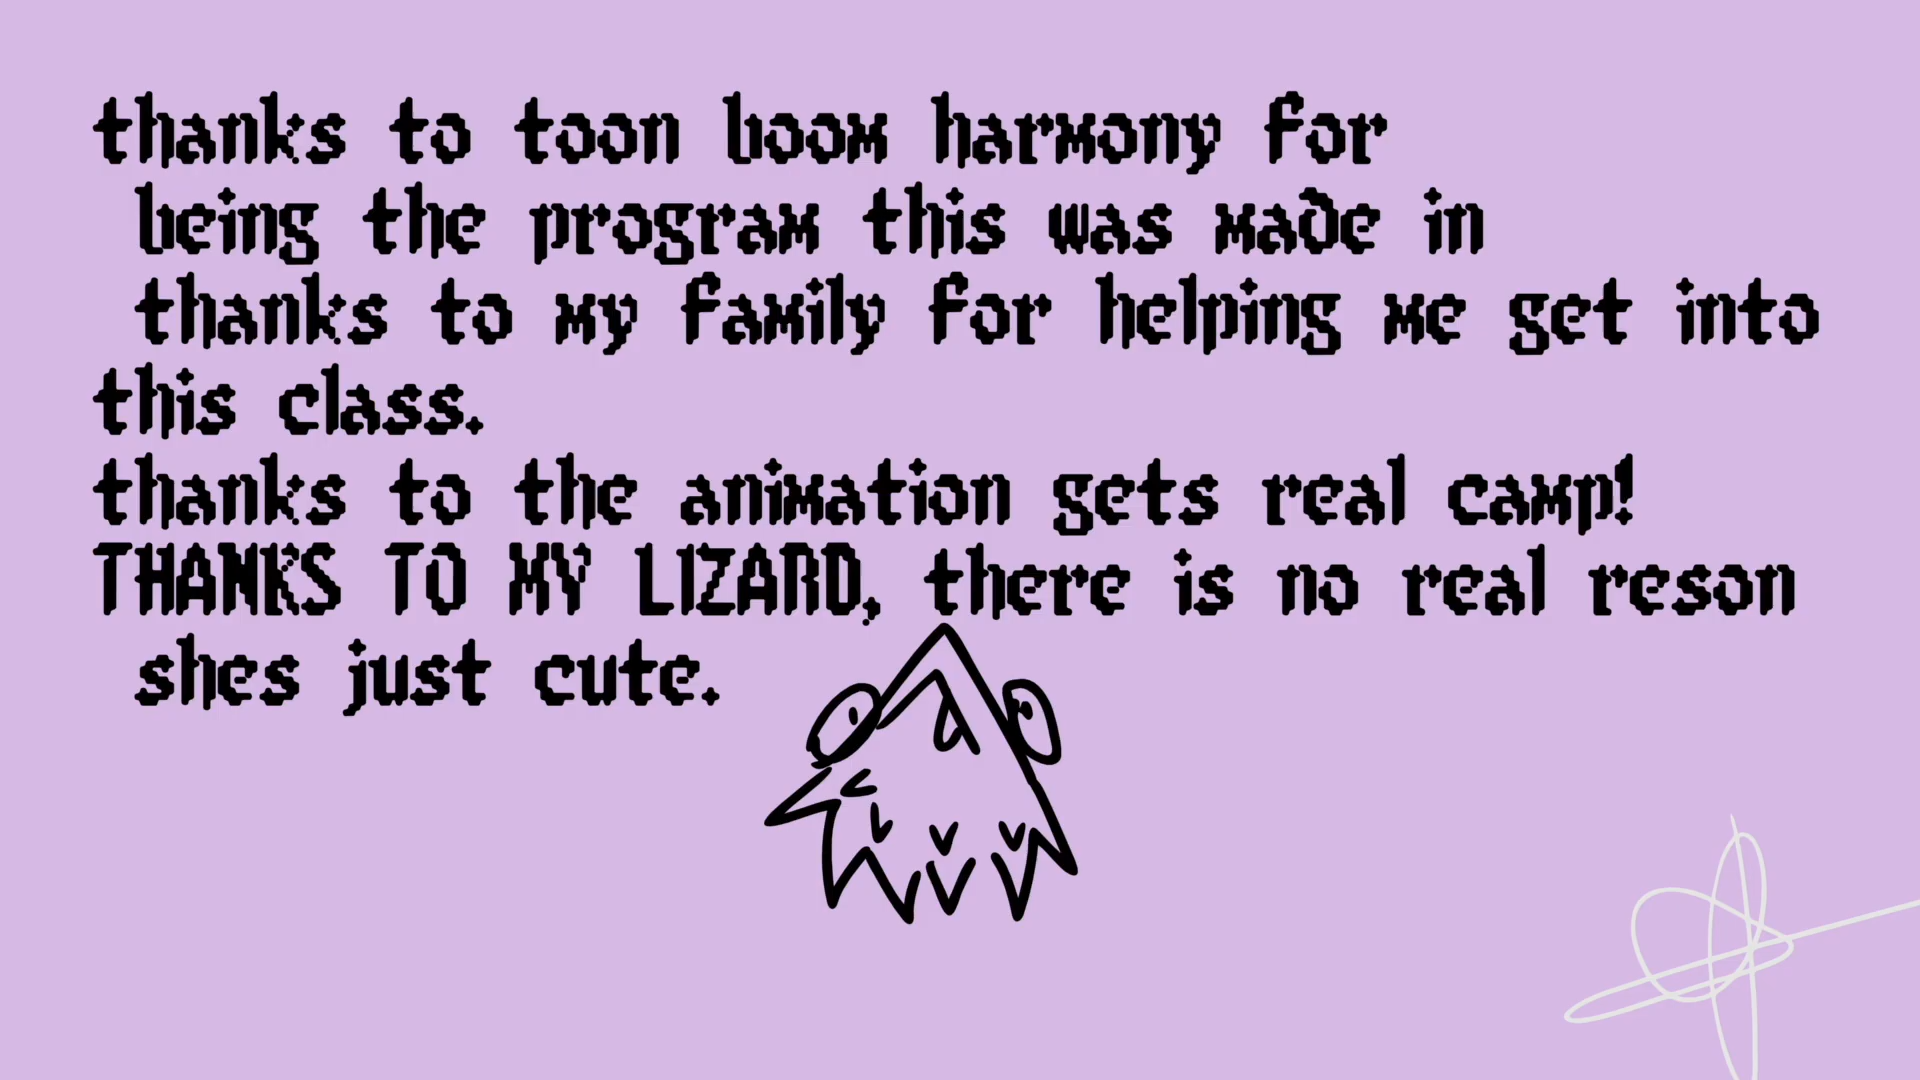 thanks to toon boom harmony for
being the program this was made in
thanks to my family for helping me get into
this class.
thanks to the animation gets real camp!
THANKS TO MY LIZARD, there is no real reson
shes just cute.